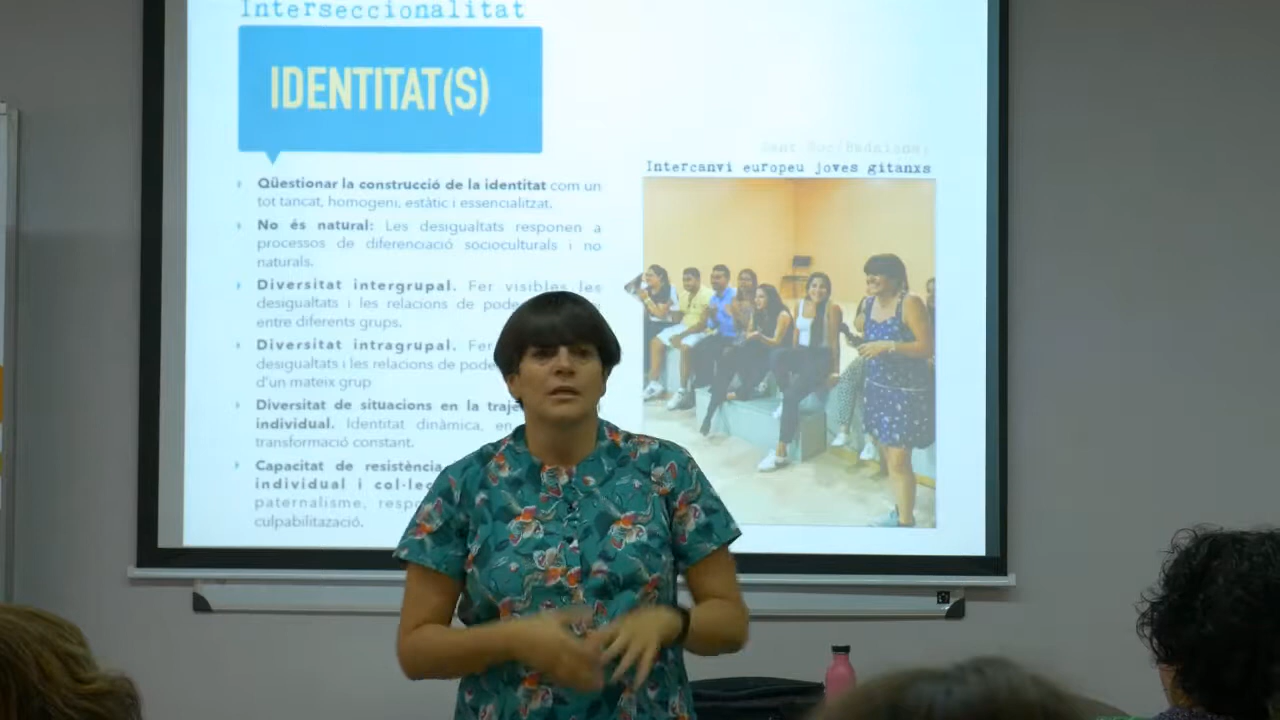 Interseccionalitat
IDENTITAT(S)
Qüestionar la construcció de la identitat com un
tot tancat, homogeni, estàtic i essencialitzat.
No és natural: Les desigualtats responen a
processos de diferenciació socioculturals i no
naturals.
Diversitat intergrupal. Fer visibles les
desigualtats i les relacions de pode
entre diferents grups.
Diversitat intragrupal. Fer
desigualtats i les relacions de pode
d'un mateix grup
Diversitat de situacions en la traje
individual. Identitat dinàmica, en
transformació constant.
Capacitat de resistència
individual i col·lec
paternalisme, respo
culpabilització.
Intercanvi europeu joves gitanxs